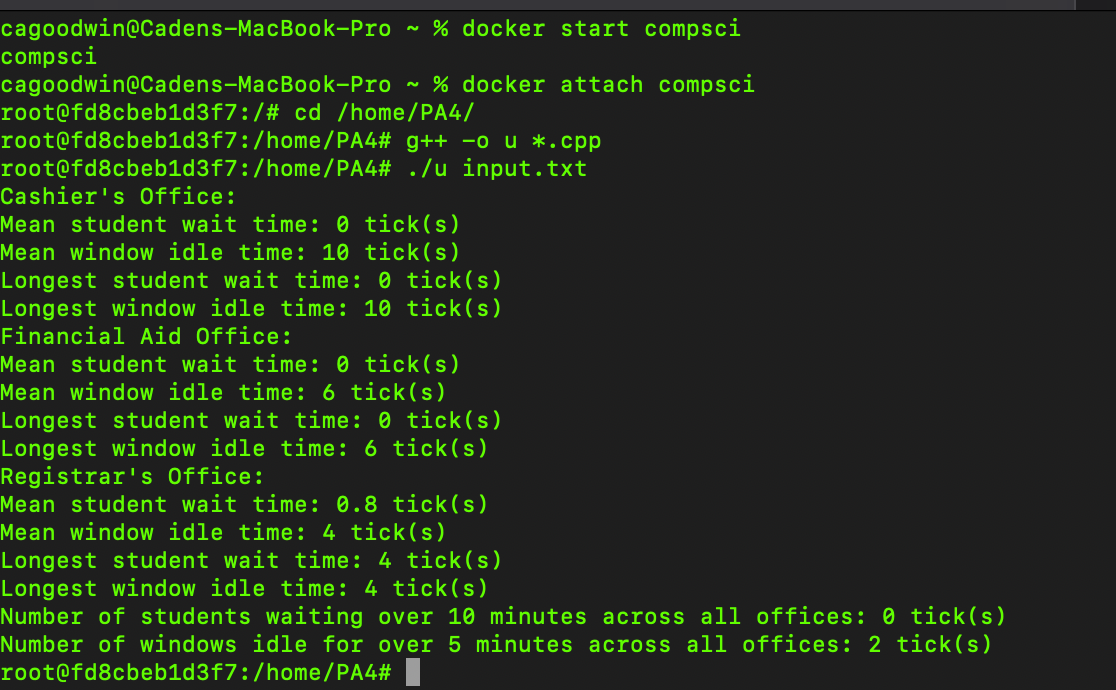 cagoodwin@Cadens-MacBook-Pro ~ % docker start compsci
compsci
cagoodwin@Cadens-MacBook-Pro ~ % docker attach compsci
root@fd8cbeb1d3f7:/# cd /home/PA4/
root@fd8cbeb1d3f7:/home/PA4# g++ -o u *.cpp
root@fd8cbeb1d3f7:/home/PA4# ./u input.txt
Cashier's Office:
Mean student wait time: 0 tick(s)
Mean window idle time: 10 tick(s)
Longest student wait time: 0 tick(s)
Longest window idle time: 10 tick(s)
Financial Aid Office:
Mean student wait time: 0 tick(s)
Mean window idle time: 6 tick(s)
Longest student wait time: 0 tick(s)
Longest window idle time: 6 tick(s)
Registrar's Office:
Mean student wait time: 0.8 tick(s)
Mean window idle time: 4 tick(s)
Longest student wait time: 4 tick(s)
Longest window idle time: 4 tick(s)
Number of students waiting over 10 minutes across all offices: 0 tick(s)
Number of windows idle for over 5 minutes across all offices: 2 tick(s)
root@fd8cbeb1d3f7:/home/PA4#